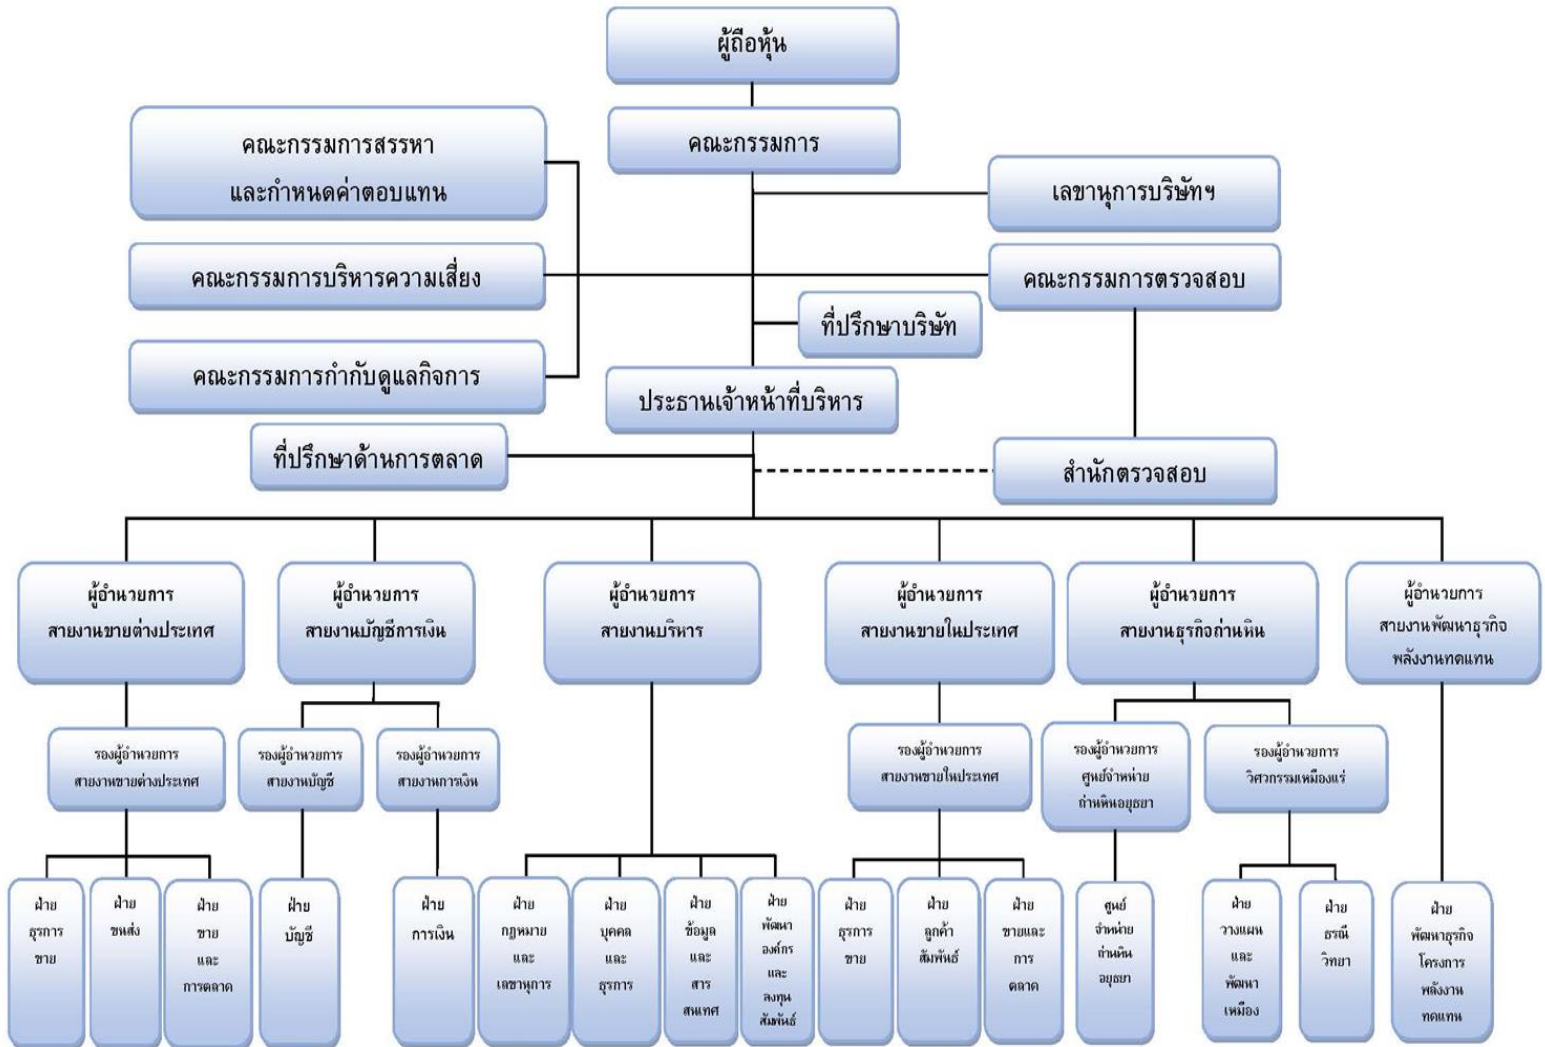 ผู้ถือหุ้น
คณะกรรมการ
คณะกรรมการสรรหา
และกำหนดค่าตอบแทน
เลขานุการบริษัทฯ
คณะกรรมการบริหารความเสี่ยง
คณะกรรมการตรวจสอบ
ที่ปรึกษาบริษัท
คณะกรรมการกำกับดูแลกิจการ
ประธานเจ้าหน้าที่บริหาร
ที่ปรึกษาด้านการตลาด
สำนักตรวจสอบ
ผู้อำนวยการ
สายงานขายต่างประเทศ
ผู้อำนวยการ
สายงานบัญชีการเงิน
ผู้อำนวยการ
สายงานบริหาร
ผู้อำนวยการ
สายงานขายในประเทศ
ผู้อำนวยการ
สายงานธุรกิจถ่านหิน
ผู้อำนวยการ
สายงานพัฒนาธุรกิจ
พลังงานทดแทน
รองผู้อำนวยการ
สายงานขายต่างประเทศ
รองผู้อำนวยการ
สายงานบัญชี
รองผู้อำนวยการ
สายงานการเงิน
รองผู้อำนวยการ
สายงานขายในประเทศ
รองผู้อำนวยการ
ศูนย์จำหน่าย
ถ่านหินอยุธยา
รองผู้อำนวยการ
วิศวกรรมเหมืองแร่
ฝ่าย
ธุรการ
ขาย
ฝ่าย
ขนส่ง
ฝ่าย
ขาย
และ
การตลาด
ฝ่าย
บัญชี
ฝ่าย
การเงิน
ฝ่าย
กฎหมาย
และ
เลขานุการ
ฝ่าย
บุคคล
และ
ธุรการ
ฝ่าย
ข้อมูล
และ
สาร
สนเทศ
ฝ่าย
พัฒนา
องค์กร
และ
ลงทุน
สัมพันธ์
ฝ่าย
ธุรการ
ขาย
ฝ่าย
ลูกค้า
สัมพันธ์
ฝ่าย
ขายและ
การ
ตลาด
ศูนย์
จำหน่าย
ถ่านหิน
อยุธยา
ฝ่าย
วางแผน
และ
พัฒนา
เหมือง
ฝ่าย
ธรณี
วิทยา
ฝ่าย
พัฒนาธุรกิจ
โครงการ
พลังงาน
ทดแทน